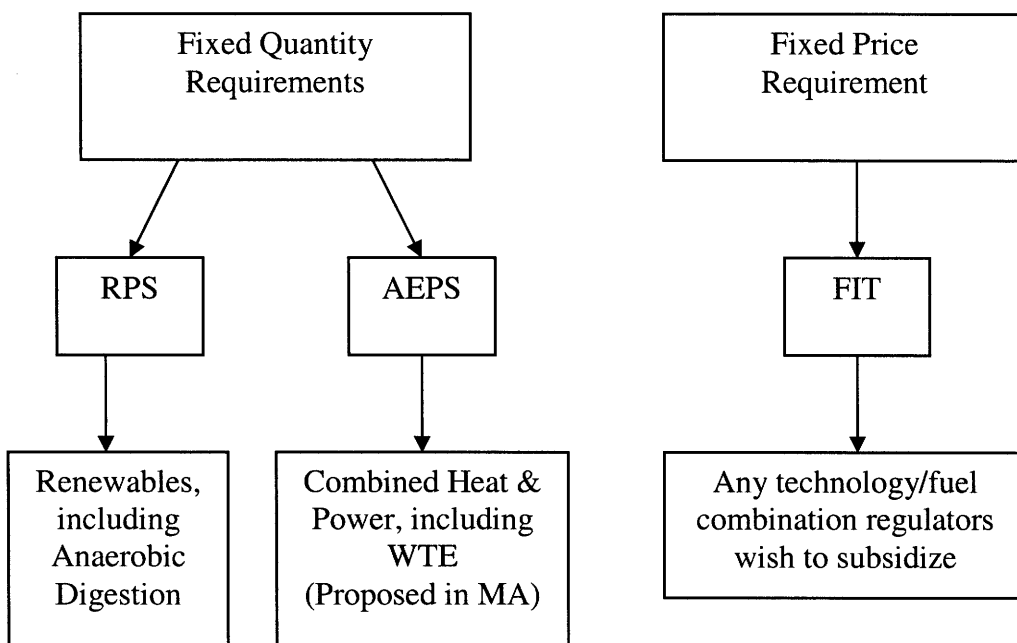 Fixed Quantity
Requirements
Fixed Price
Requirement
RPS
AEPS
FIT
Renewables,
including
Anaerobic
Digestion
Combined Heat &
Power, including
WTE
(Proposed in MA)
Any technology/fuel
combination regulators
wish to subsidize